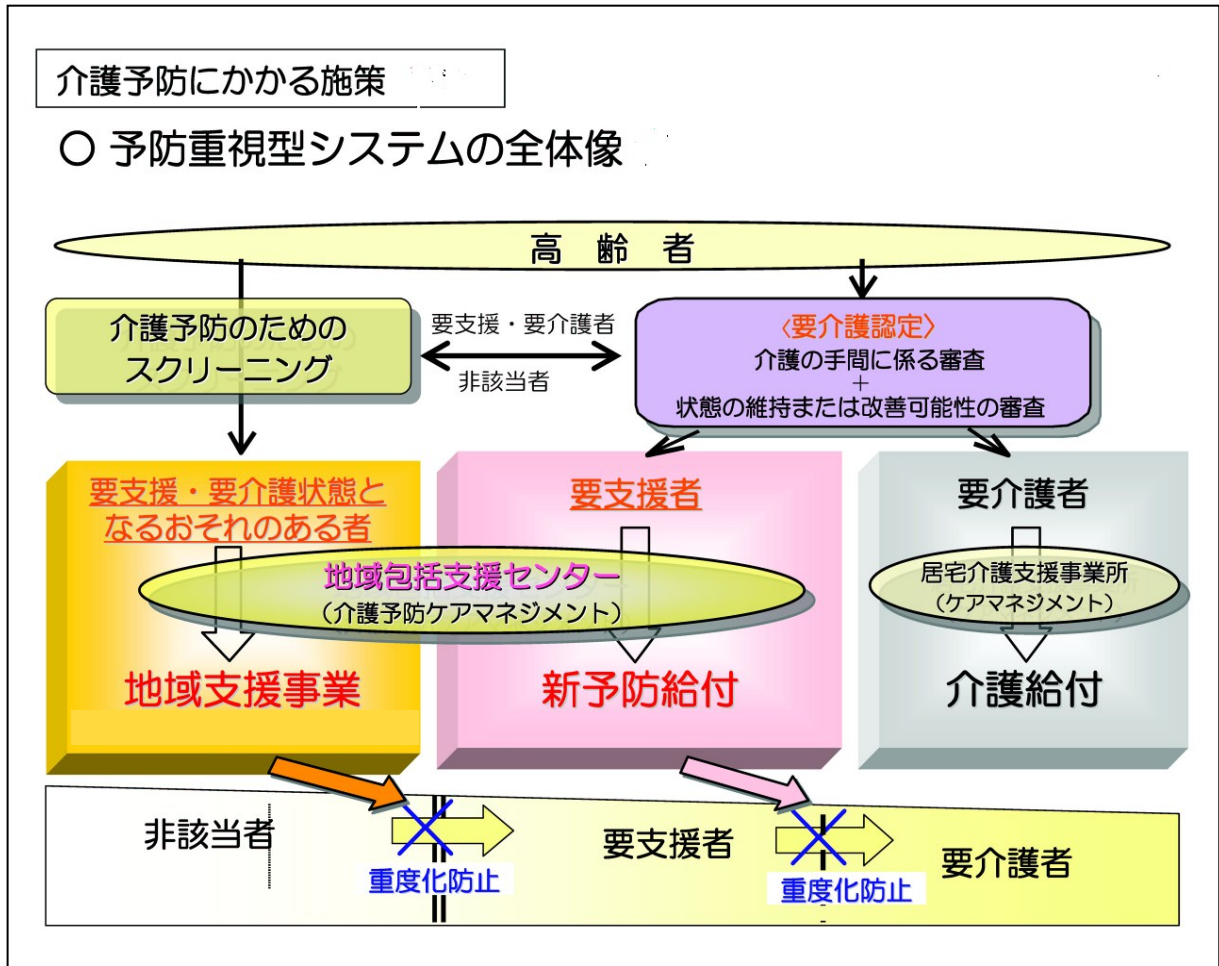 介護予防にかかる施策
○ 予防重視型システムの全体像
高 齢 者
介護予防のための
スクリーニング
要支援・要介護者
非該当者
〈要介護認定〉
介護の手間に係る審査
＋
状態の維持または改善可能性の審査
要支援・要介護状態と
なるおそれのある者
要支援者
要介護者
地域包括支援センター
（介護予防ケアマネジメント）
居宅介護支援事業所
（ケアマネジメント）
地域支援事業
新予防給付
介護給付
非該当者
重度化防止
要支援者
重度化防止
要介護者